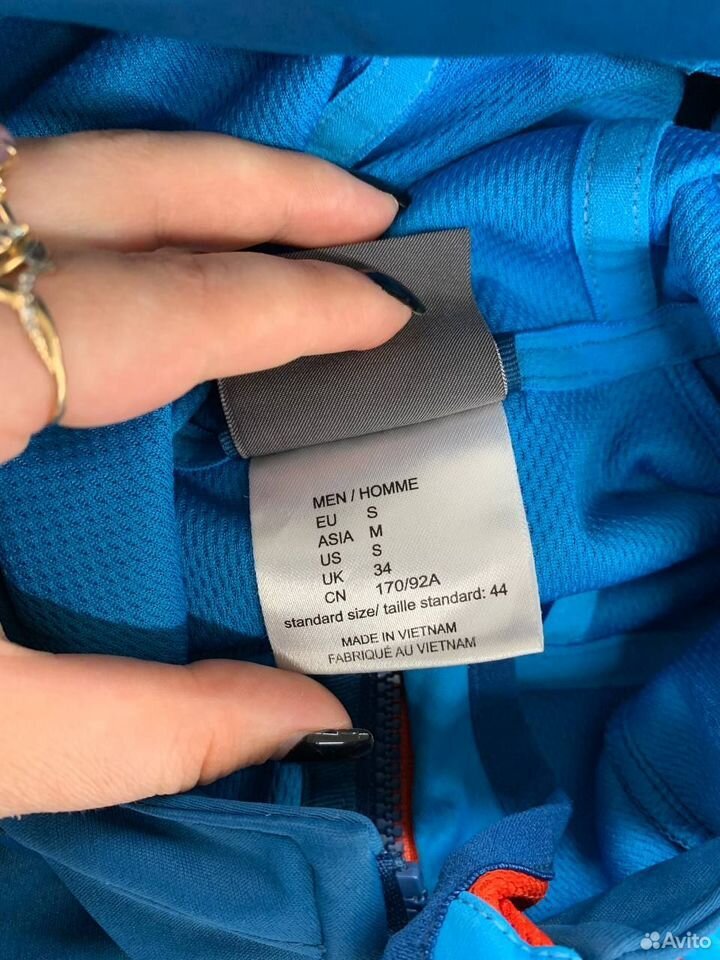 MEN / HOMME
EU S
ASIA M
US S
UK 34
CN 170/92A
standard size/ taille standard: 44
MADE IN VIETNAM
FABRIQUÉ AU VIETNAM
Avito